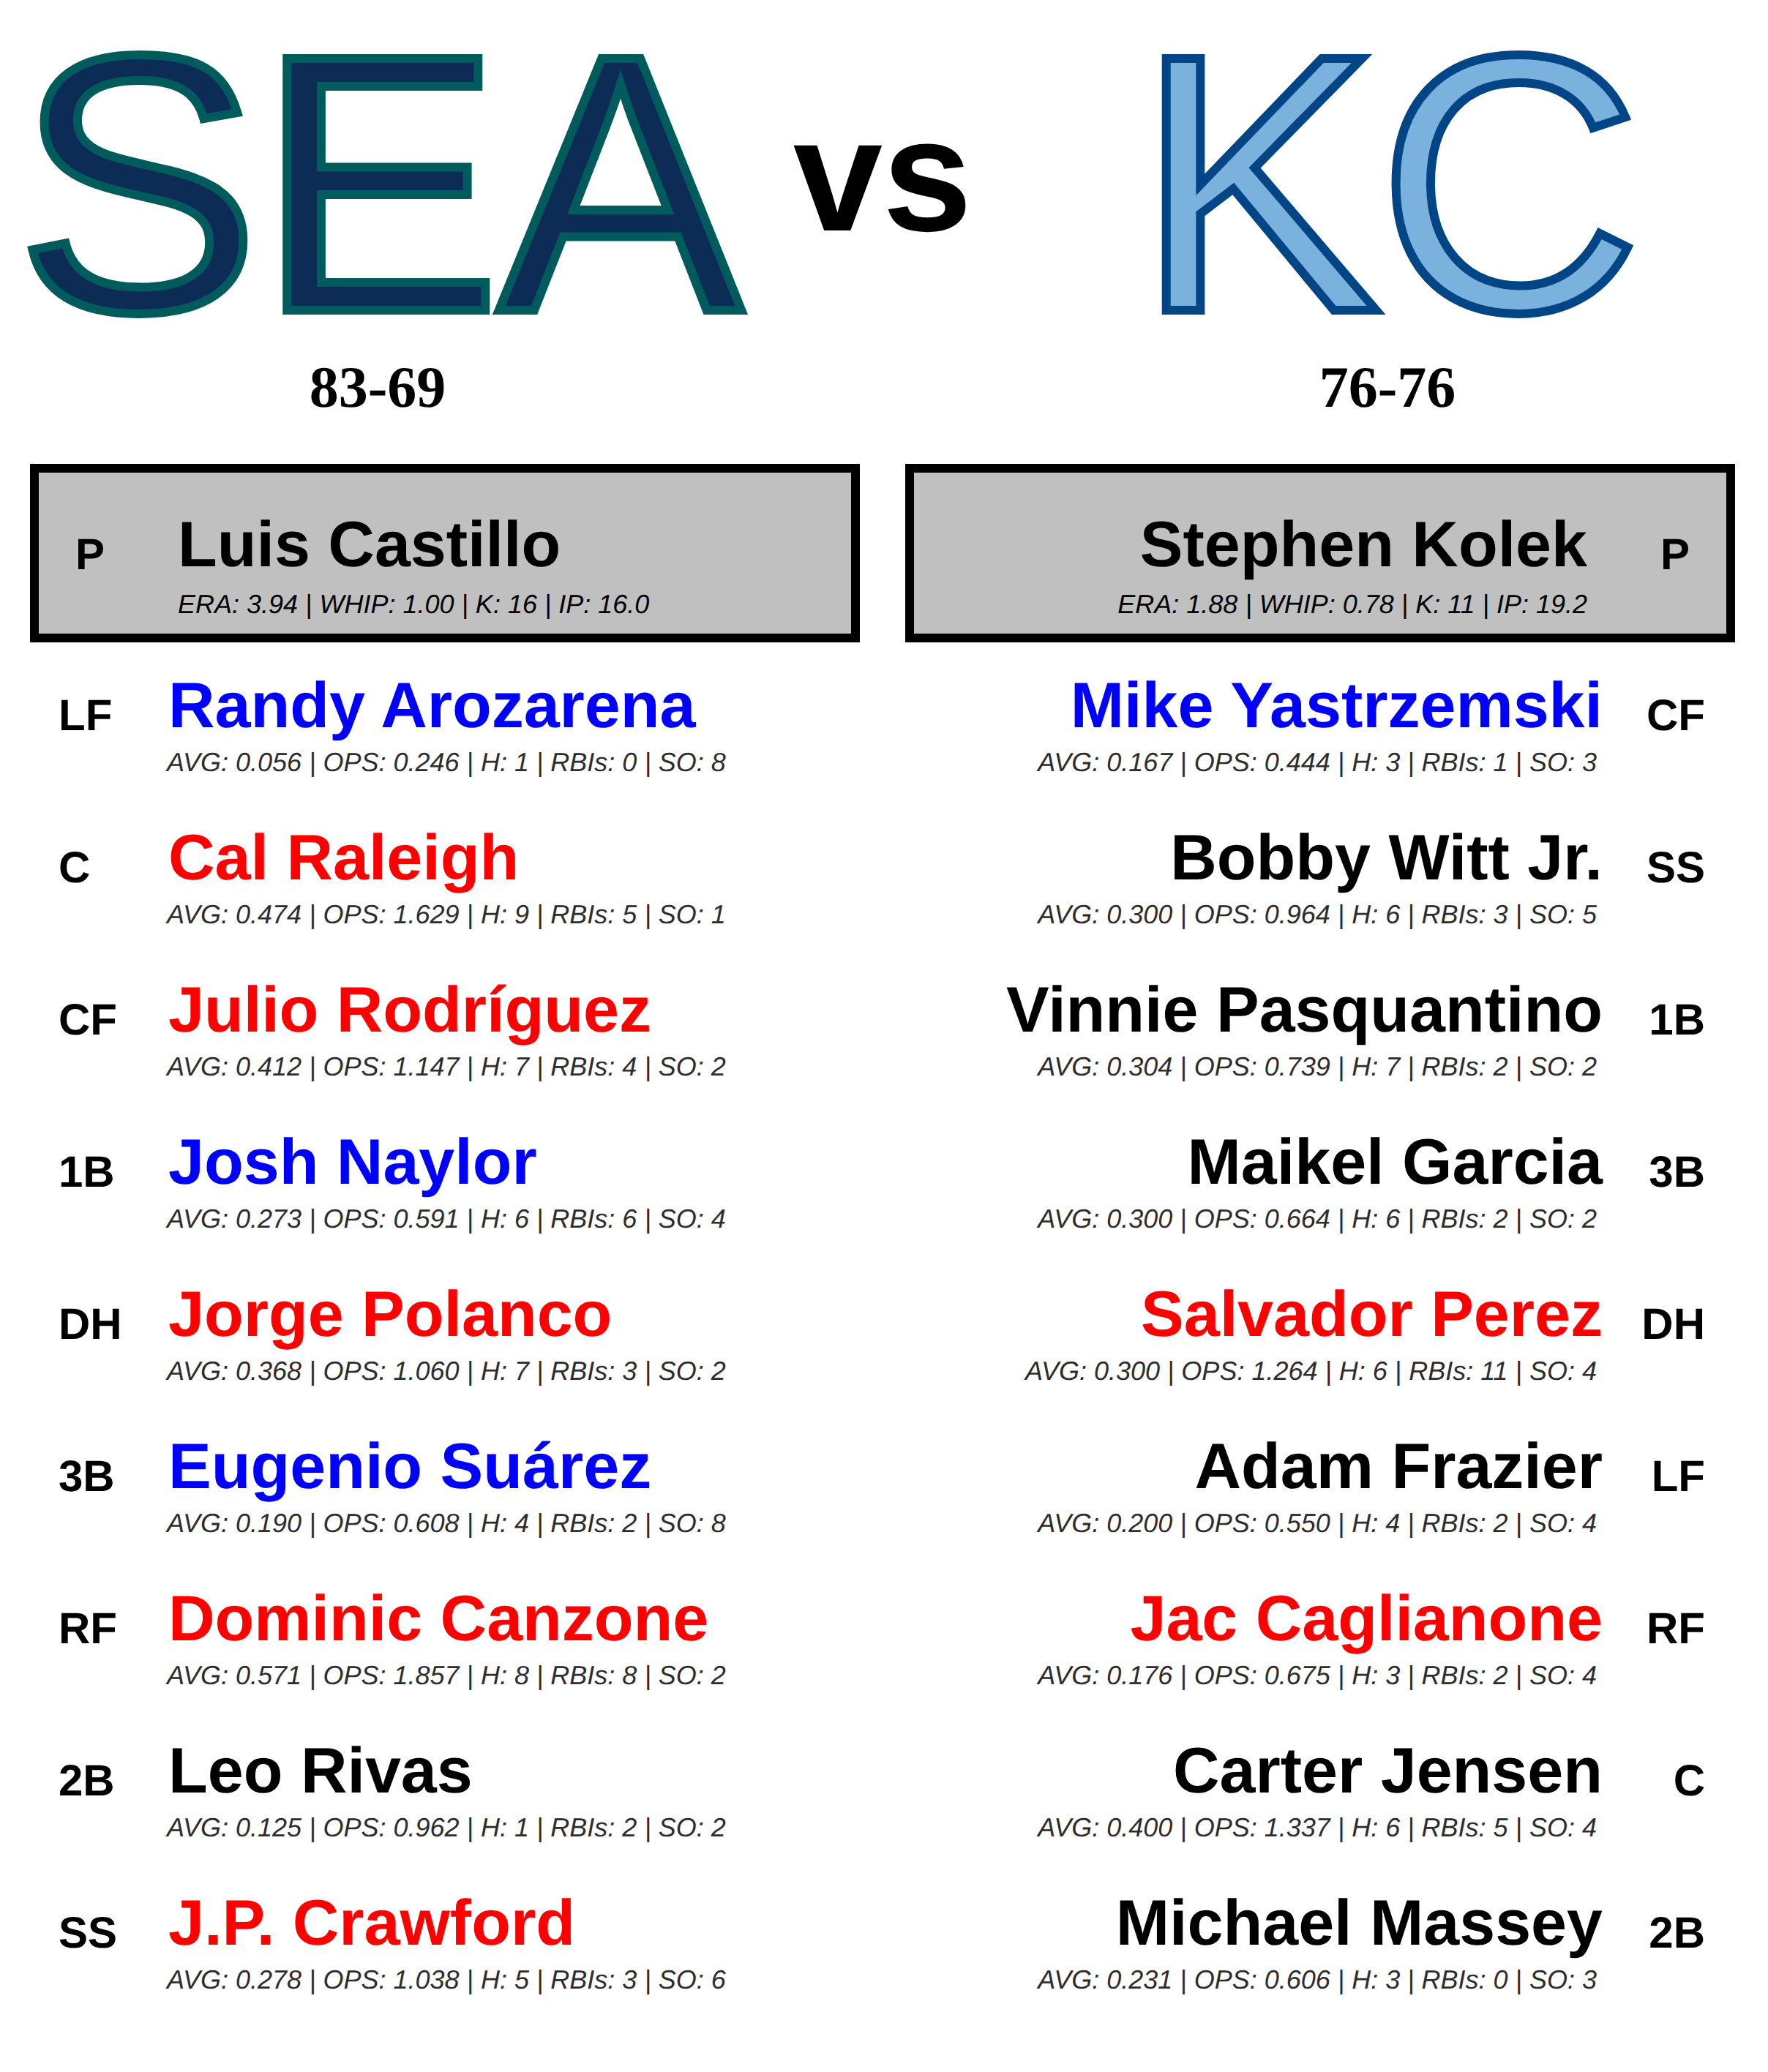 SEA vs KC
83-69
76-76
P Luis Castillo
ERA: 3.94 | WHIP: 1.00 | K: 16 | IP: 16.0
Stephen Kolek P
ERA: 1.88 | WHIP: 0.78 | K: 11 | IP: 19.2
LF Randy Arozarena
AVG: 0.056 | OPS: 0.246 | H: 1 | RBIs: 0 | SO: 8
C Cal Raleigh
AVG: 0.474 | OPS: 1.629 | H: 9 | RBIs: 5 | SO: 1
CF Julio Rodríguez
AVG: 0.412 | OPS: 1.147 | H: 7 | RBIs: 4 | SO: 2
1B Josh Naylor
AVG: 0.273 | OPS: 0.591 | H: 6 | RBIs: 6 | SO: 4
DH Jorge Polanco
AVG: 0.368 | OPS: 1.060 | H: 7 | RBIs: 3 | SO: 2
3B Eugenio Suárez
AVG: 0.190 | OPS: 0.608 | H: 4 | RBIs: 2 | SO: 8
RF Dominic Canzone
AVG: 0.571 | OPS: 1.857 | H: 8 | RBIs: 8 | SO: 2
2B Leo Rivas
AVG: 0.125 | OPS: 0.962 | H: 1 | RBIs: 2 | SO: 2
SS J.P. Crawford
AVG: 0.278 | OPS: 1.038 | H: 5 | RBIs: 3 | SO: 6
Mike Yastrzemski CF
AVG: 0.167 | OPS: 0.444 | H: 3 | RBIs: 1 | SO: 3
Bobby Witt Jr. SS
AVG: 0.300 | OPS: 0.964 | H: 6 | RBIs: 3 | SO: 5
Vinnie Pasquantino 1B
AVG: 0.304 | OPS: 0.739 | H: 7 | RBIs: 2 | SO: 2
Maikel Garcia 3B
AVG: 0.300 | OPS: 0.664 | H: 6 | RBIs: 2 | SO: 2
Salvador Perez DH
AVG: 0.300 | OPS: 1.264 | H: 6 | RBIs: 11 | SO: 4
Adam Frazier LF
AVG: 0.200 | OPS: 0.550 | H: 4 | RBIs: 2 | SO: 4
Jac Caglianone RF
AVG: 0.176 | OPS: 0.675 | H: 3 | RBIs: 2 | SO: 4
Carter Jensen C
AVG: 0.400 | OPS: 1.337 | H: 6 | RBIs: 5 | SO: 4
Michael Massey 2B
AVG: 0.231 | OPS: 0.606 | H: 3 | RBIs: 0 | SO: 3